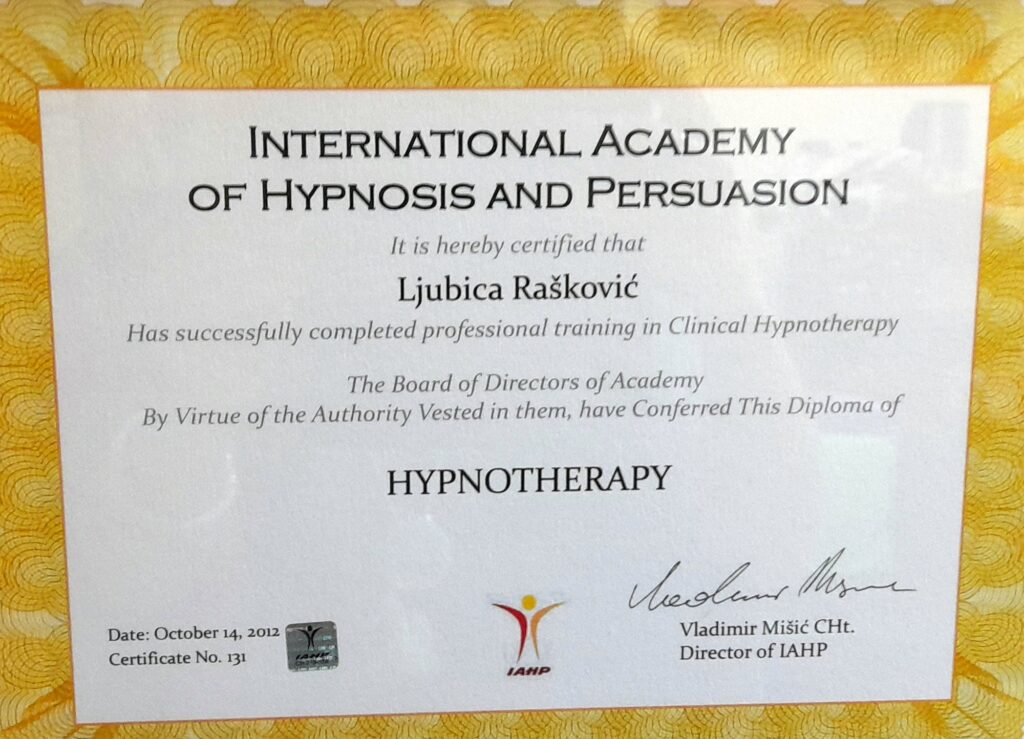 INTERNATIONAL ACADEMY
OF HYPNOSIS AND PERSUASION
It is hereby certified that
Ljubica Rašković
Has successfully completed professional training in Clinical Hypnotherapy
The Board of Directors of Academy
By Virtue of the Authority Vested in them, have Conferred This Diploma of
HYPNOTHERAPY
Date: October 14, 2012
Certificate No. 131
IAHP
IAHP
Vladimir Mišić CHt.
Director of IAHP